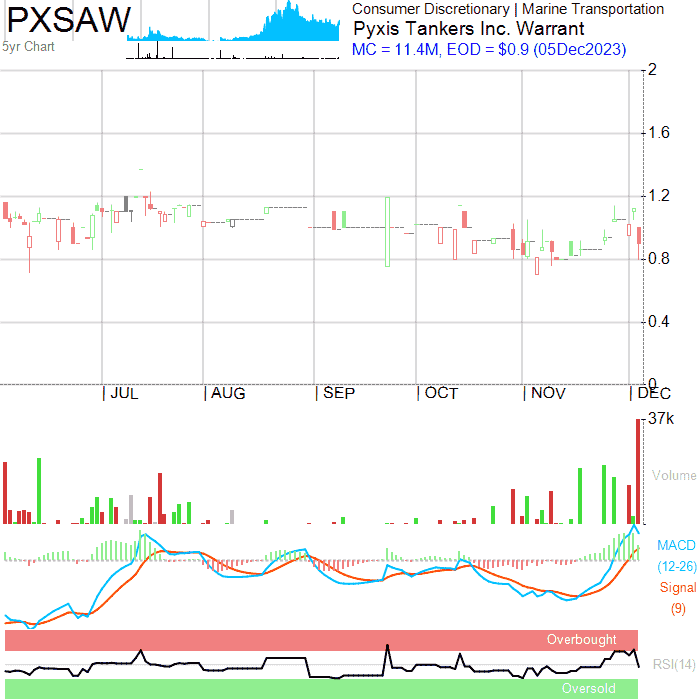 PXSAW
5yr Chart
Consumer Discretionary | Marine Transportation
Pyxis Tankers Inc. Warrant
MC = 11.4M, EOD = $0.9 (05Dec2023)
2
1.6
1.2
0.8
0.4
0
| JUL | AUG | SEP | OCT | NOV | DEC
37k
Volume
MACD
(12-26)
Signal
(9)
Overbought
RSI(14)
Oversold